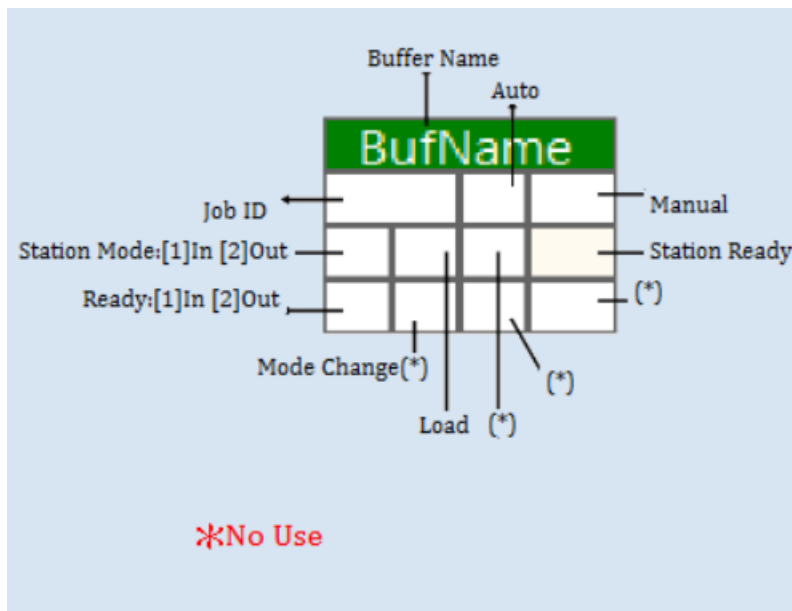 Buffer Name
Auto
BufName
Job ID
Manual
Station Mode:[1]In [2]Out
Station Ready
Ready:[1]In [2]Out
(*)
Mode Change(*)
(*)
Load
(*)
*No Use